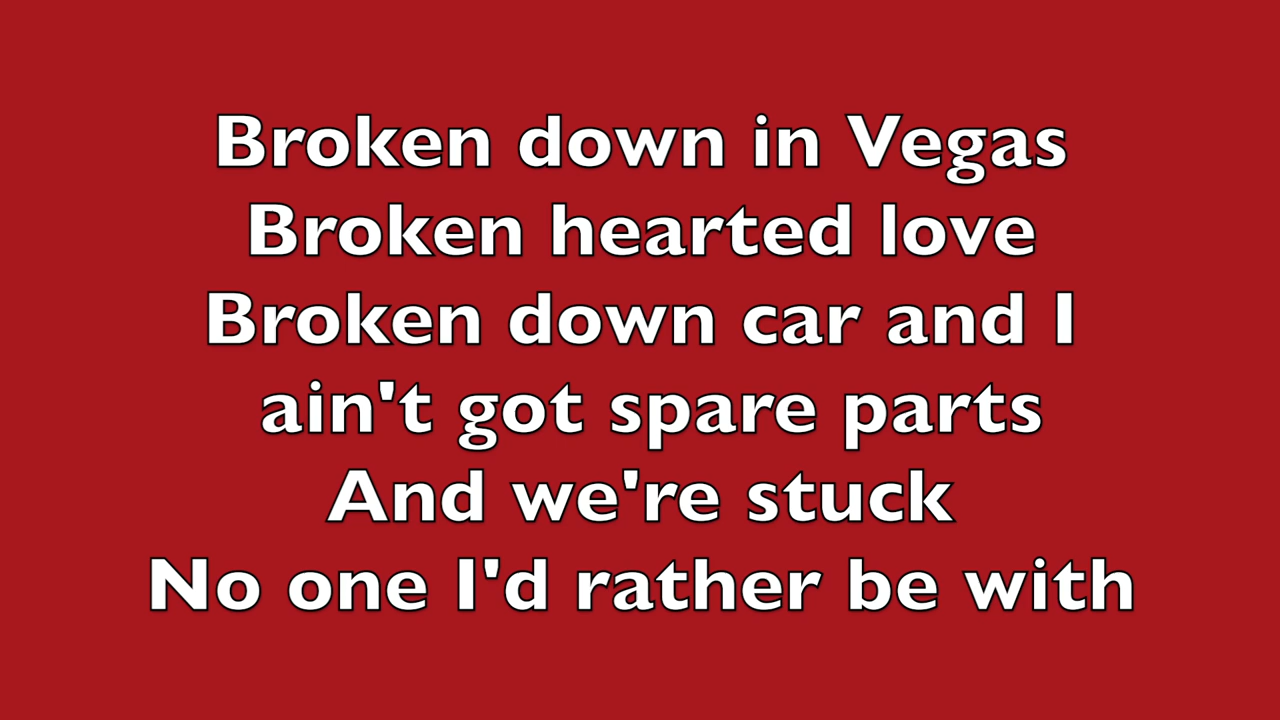 Broken down in Vegas
Broken hearted love
Broken down car and I
ain't got spare parts
And we're stuck
No one I'd rather be with